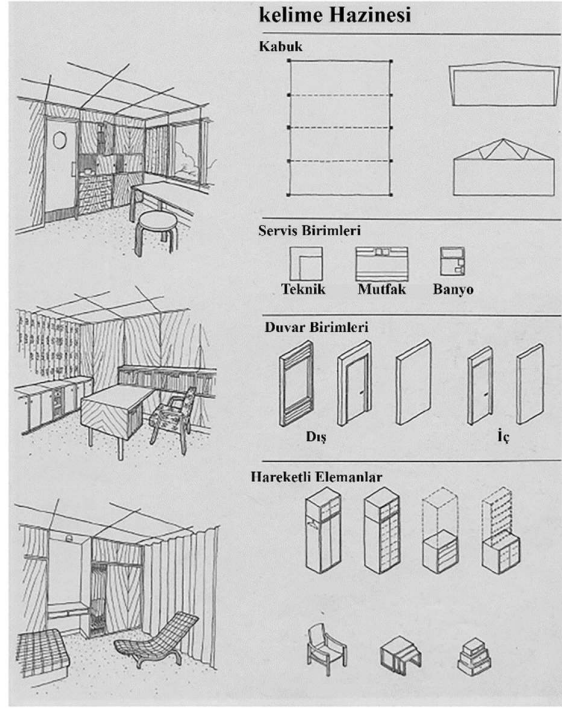 kelime Hazinesi
Kabuk
Servis Birimleri
Teknik Mutfak Banyo
Duvar Birimleri
Dış İç
Hareketli Elemanlar